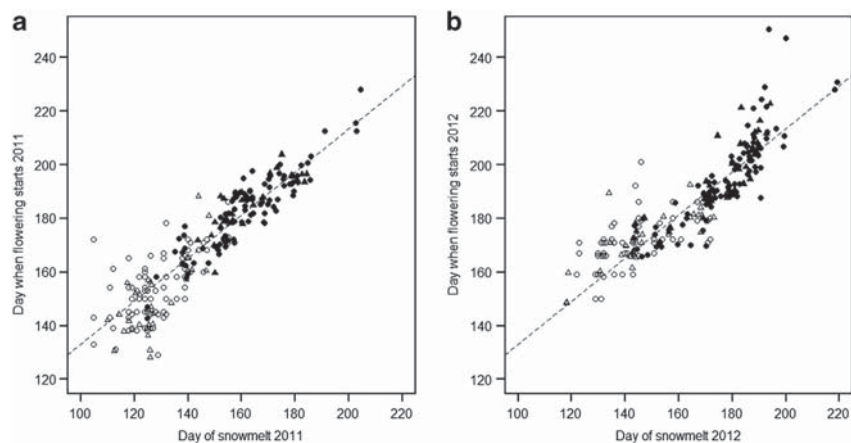 a
240
220
200
180
160
140
120
Day when flowering starts 2011
100 120 140 160 180 200 220
Day of snowmelt 2011
b
240
220
200
180
160
140
120
Day when flowering starts 2012
100 120 140 160 180 200 220
Day of snowmelt 2012